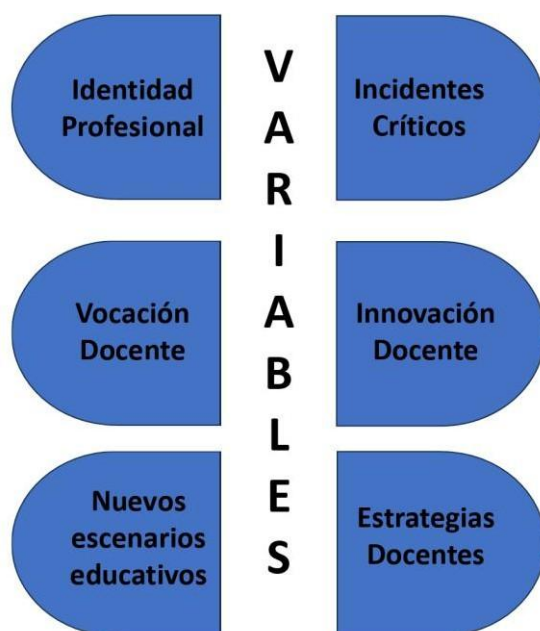 Identidad
Profesional
Vocación
Docente
Nuevos
escenarios
educativos
V
A
R
I
A
B
L
E
S
Incidentes
Críticos
Innovación
Docente
Estrategias
Docentes